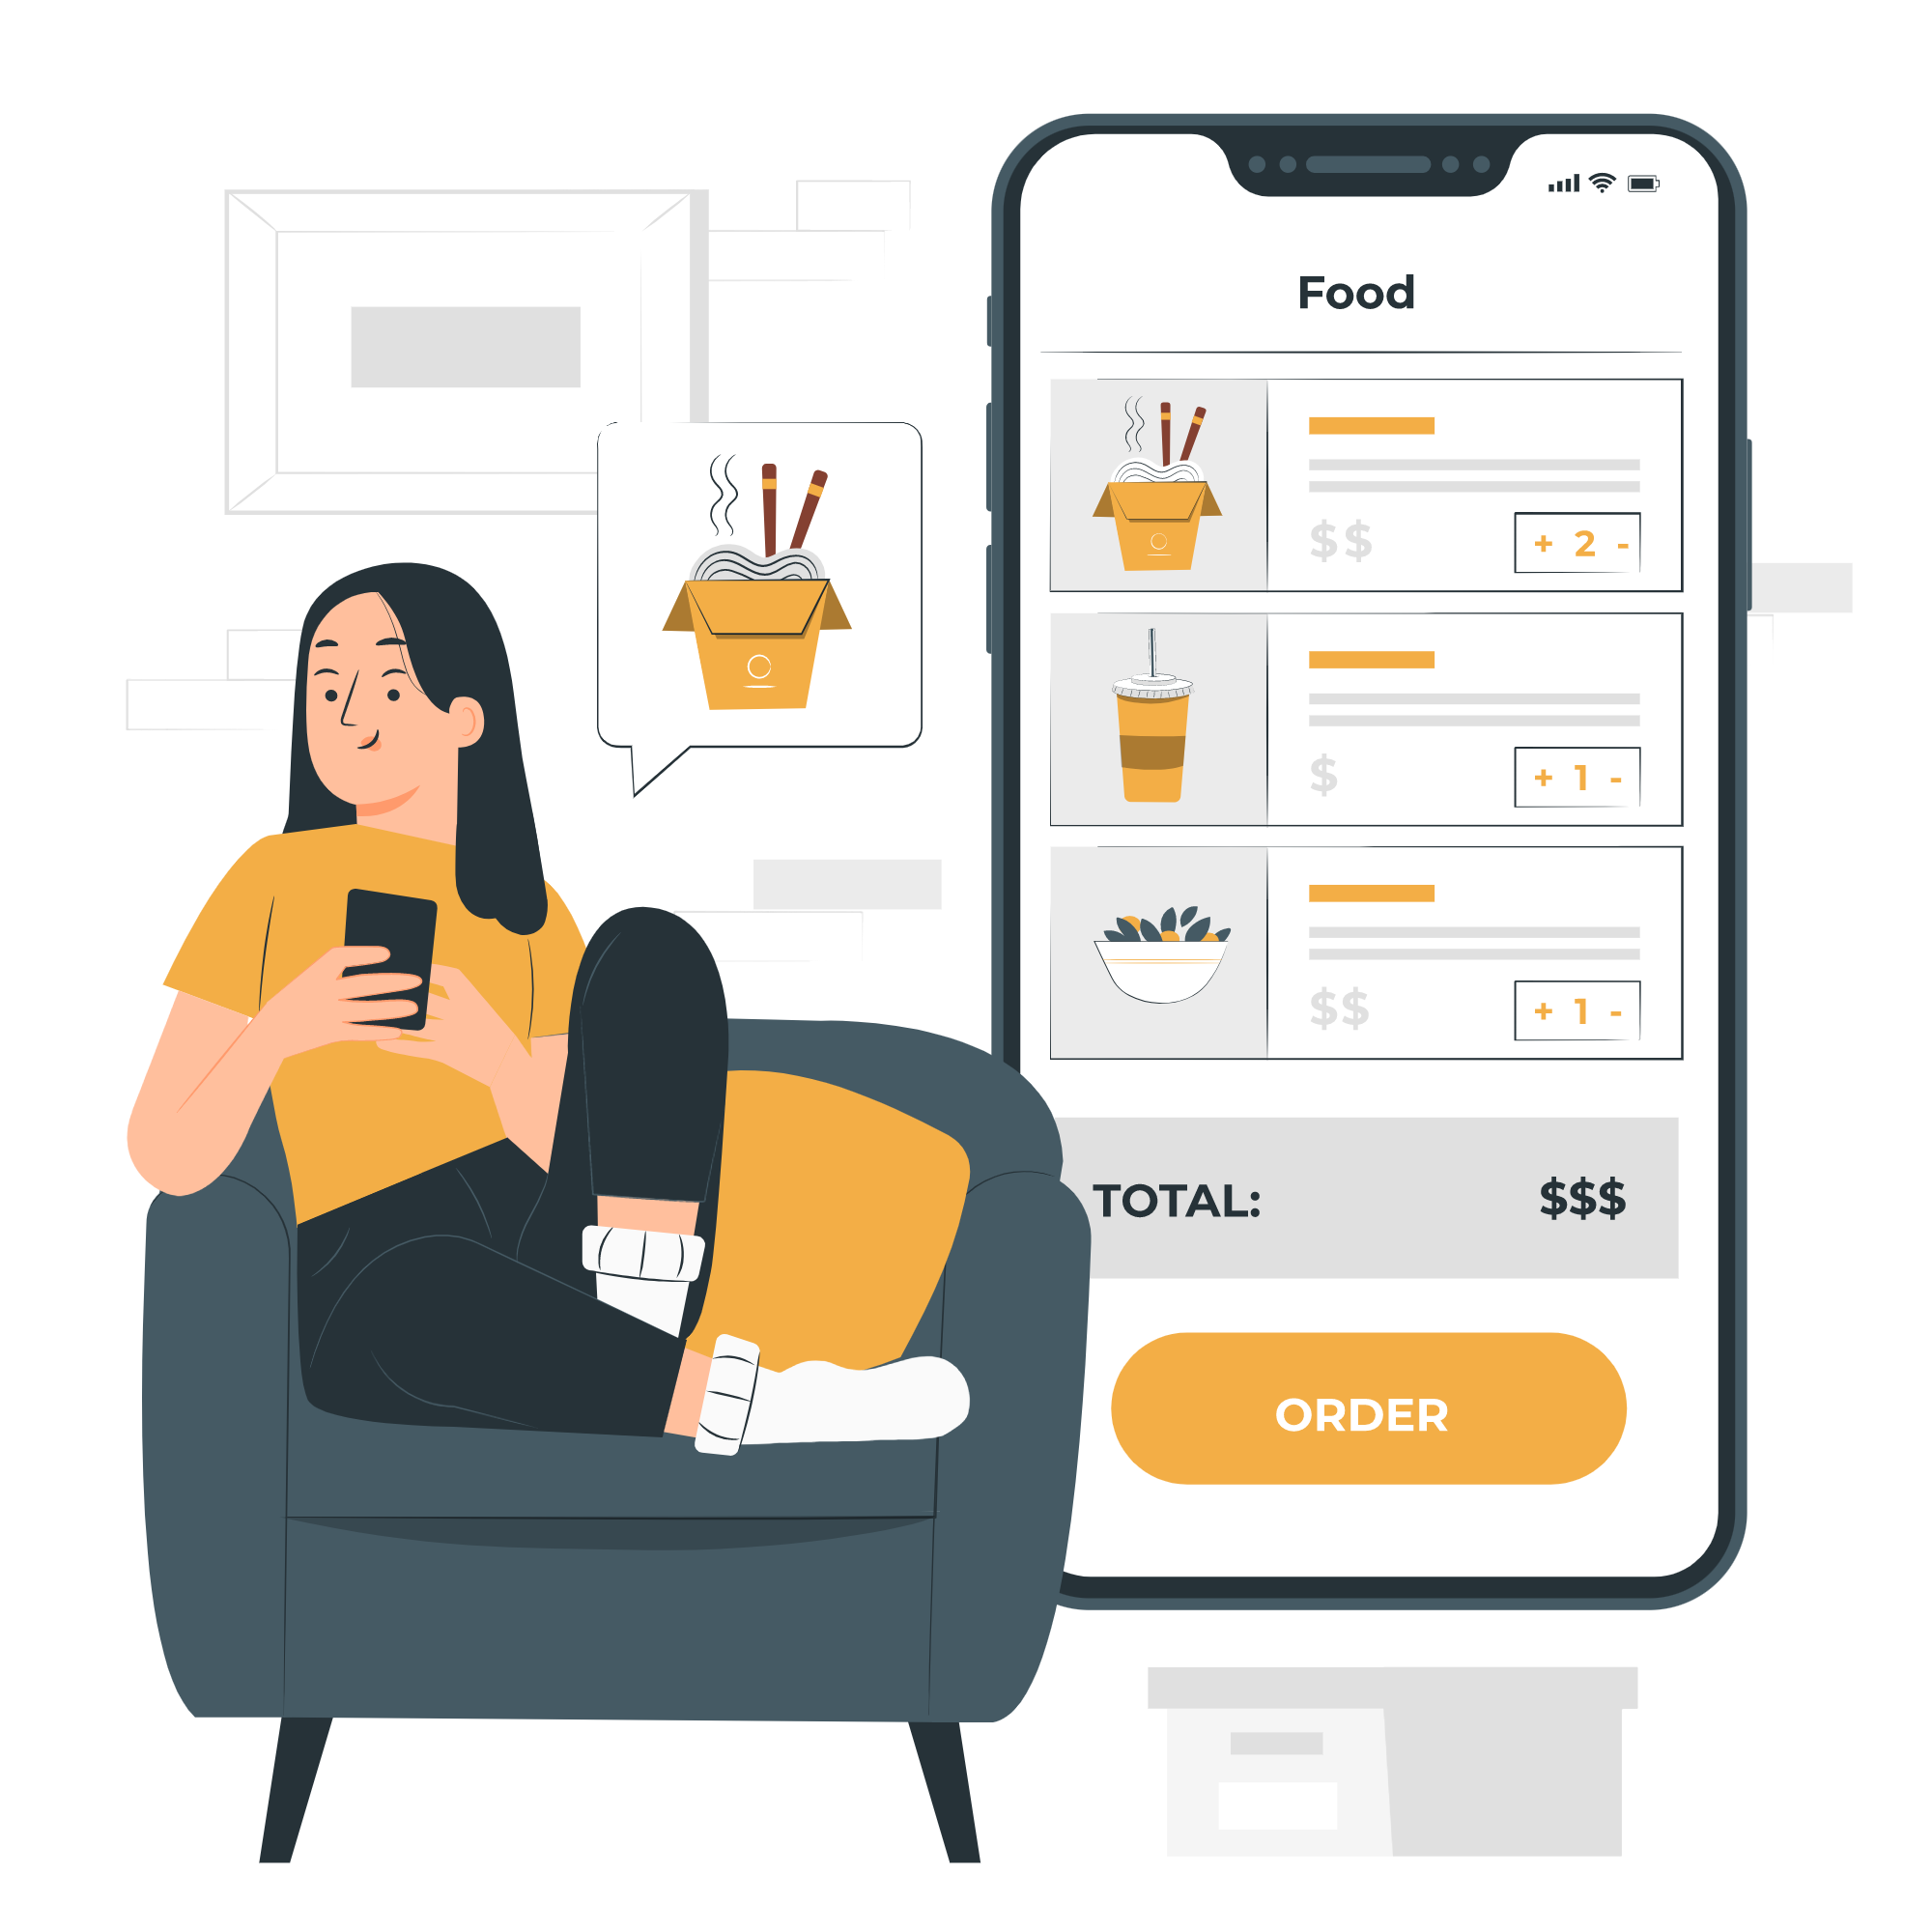 Food
$$
+ 2 -
$
+ 1 -
$$
+ 1 -
TOTAL: $$$
ORDER